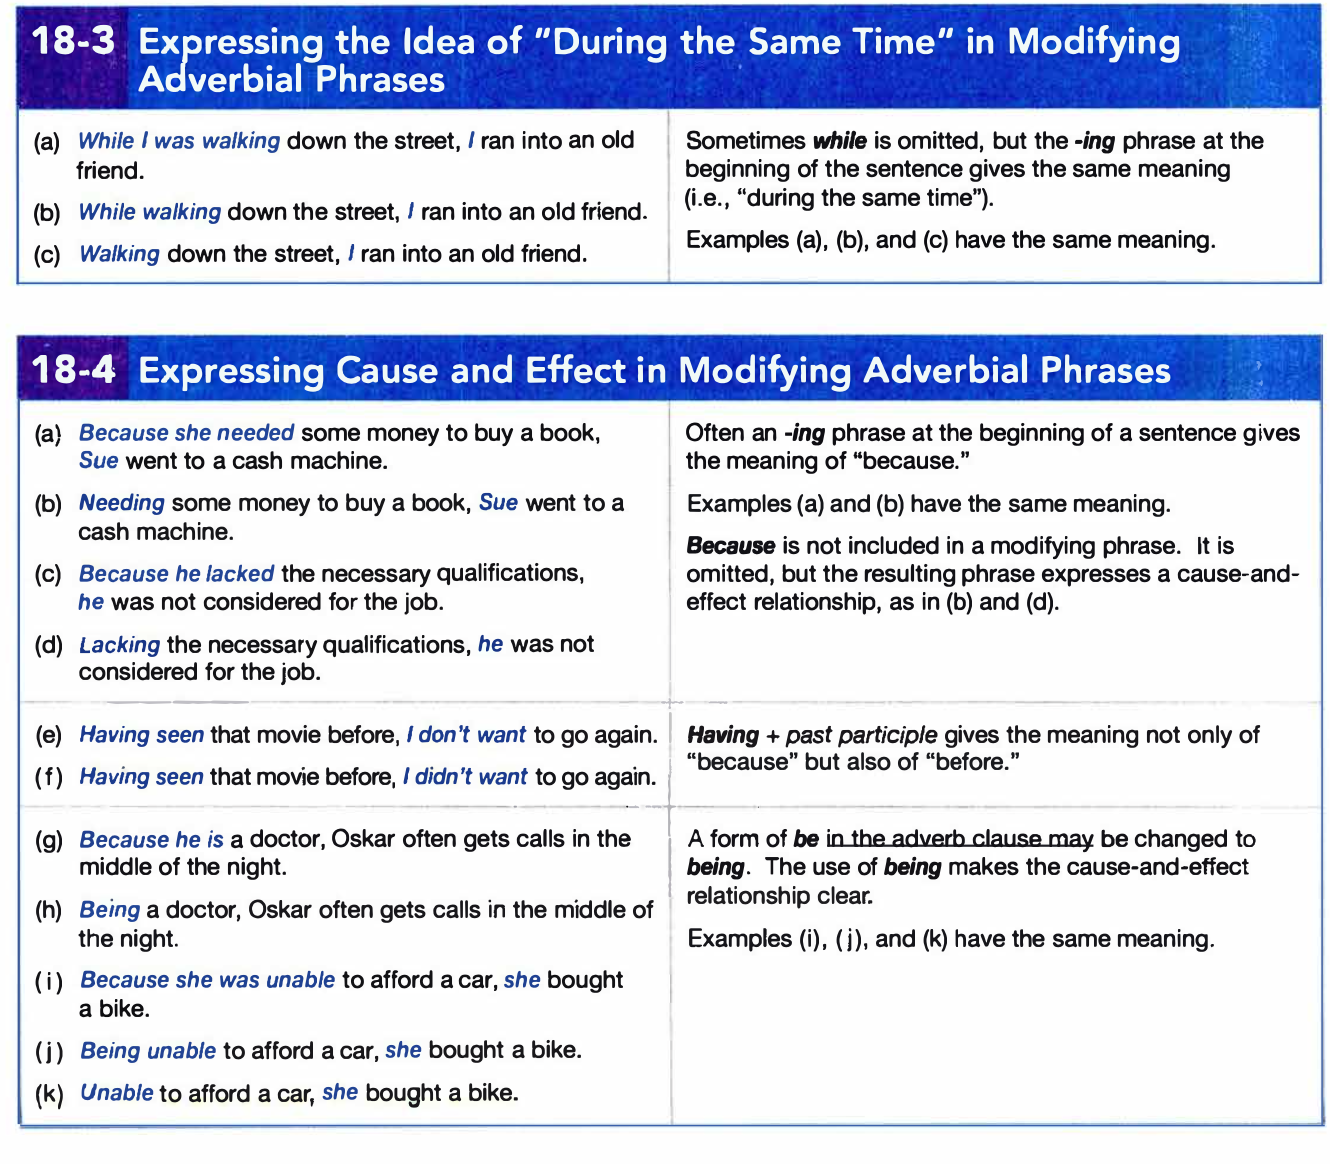 18-3 Expressing the Idea of "During the Same Time" in Modifying
Adverbial Phrases
(a) While I was walking down the street, I ran into an old
friend.
(b) While walking down the street, I ran into an old friend.
(c) Walking down the street, I ran into an old friend.
Sometimes while is omitted, but the -ing phrase at the
beginning of the sentence gives the same meaning
(i.e., “during the same time”).
Examples (a), (b), and (c) have the same meaning.
18-4 Expressing Cause and Effect in Modifying Adverbial Phrases
(a) Because she needed some money to buy a book,
Sue went to a cash machine.
(b) Needing some money to buy a book, Sue went to a
cash machine.
(c) Because he lacked the necessary qualifications,
he was not considered for the job.
(d) Lacking the necessary qualifications, he was not
considered for the job.
Often an -ing phrase at the beginning of a sentence gives
the meaning of “because.”
Examples (a) and (b) have the same meaning.
Because is not included in a modifying phrase. It is
omitted, but the resulting phrase expresses a cause-and-
effect relationship, as in (b) and (d).
(e) Having seen that movie before, I don't want to go again.
(f) Having seen that movie before, I didn't want to go again.
Having + past participle gives the meaning not only of
“because” but also of “before.”
(g) Because he is a doctor, Oskar often gets calls in the
middle of the night.
(h) Being a doctor, Oskar often gets calls in the middle of
the night.
(i) Because she was unable to afford a car, she bought
a bike.
(j) Being unable to afford a car, she bought a bike.
(k) Unable to afford a car, she bought a bike.
A form of be in the adverb clause may be changed to
being. The use of being makes the cause-and-effect
relationship clear.
Examples (i), (j), and (k) have the same meaning.